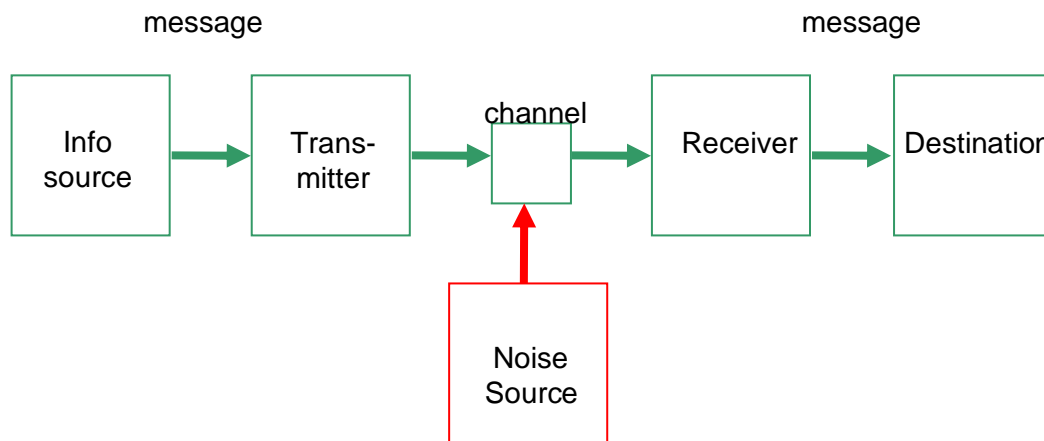 message
message
Info
source
Trans-
mitter
channel
Receiver
Destination
Noise
Source